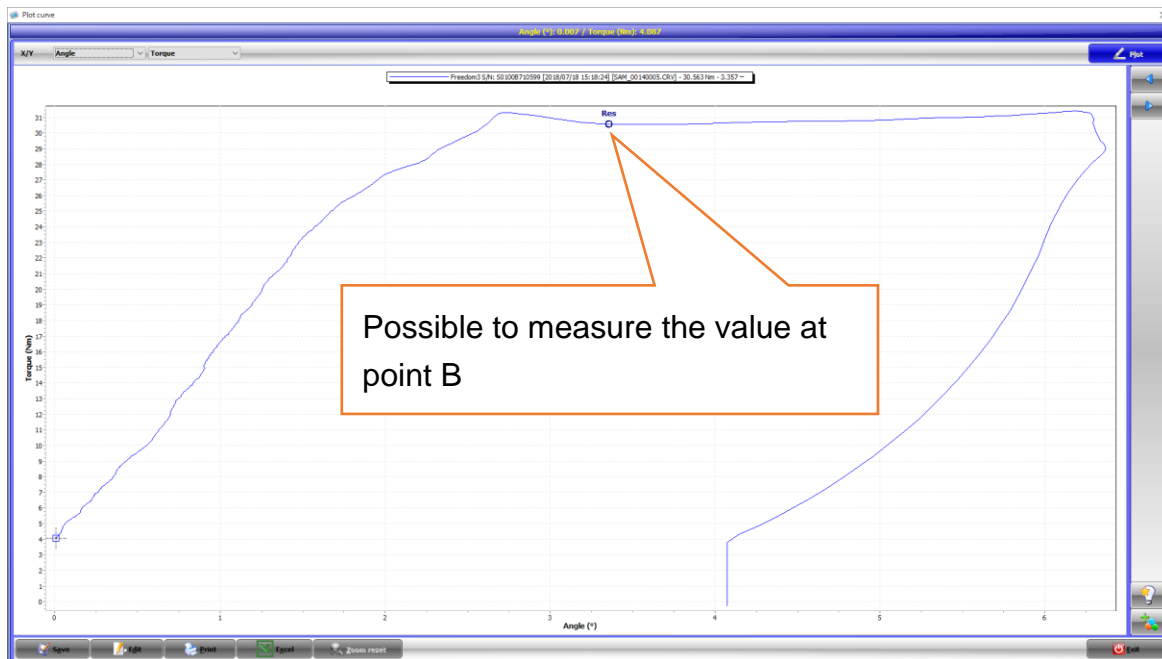 Plot curve
Angle (°): 0.007 / Torque (Nm): 4.087
X/Y Angle Torque Plot
Freedom3 S/N: S0100B710599 [2018/07/18 15:18:24] [SAM_00140005.CRV] - 30.563 Nm - 3.357 ~
Res
Possible to measure the value at
point B
Torque (Nm)
31
30
29
28
27
26
25
24
23
22
21
20
19
18
17
16
15
14
13
12
11
10
9
8
7
6
5
4
3
2
1
0
0 1 2 3 4 5 6
Angle (°)
Save Edit Print Excel Zoom reset Exit